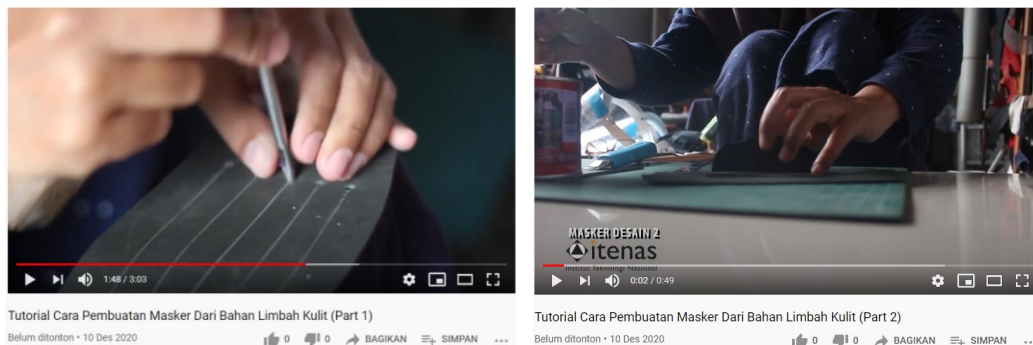 1:48 / 3:03
Tutorial Cara Pembuatan Masker Dari Bahan Limbah Kulit (Part 1)
Belum ditonton • 10 Des 2020
0 0 BAGIKAN SIMPAN
MASKER DESAIN 2
itenas
Institut Teknologi Nasional
0:02 / 0:49
Tutorial Cara Pembuatan Masker Dari Bahan Limbah Kulit (Part 2)
Belum ditonton • 10 Des 2020
0 0 BAGIKAN SIMPAN